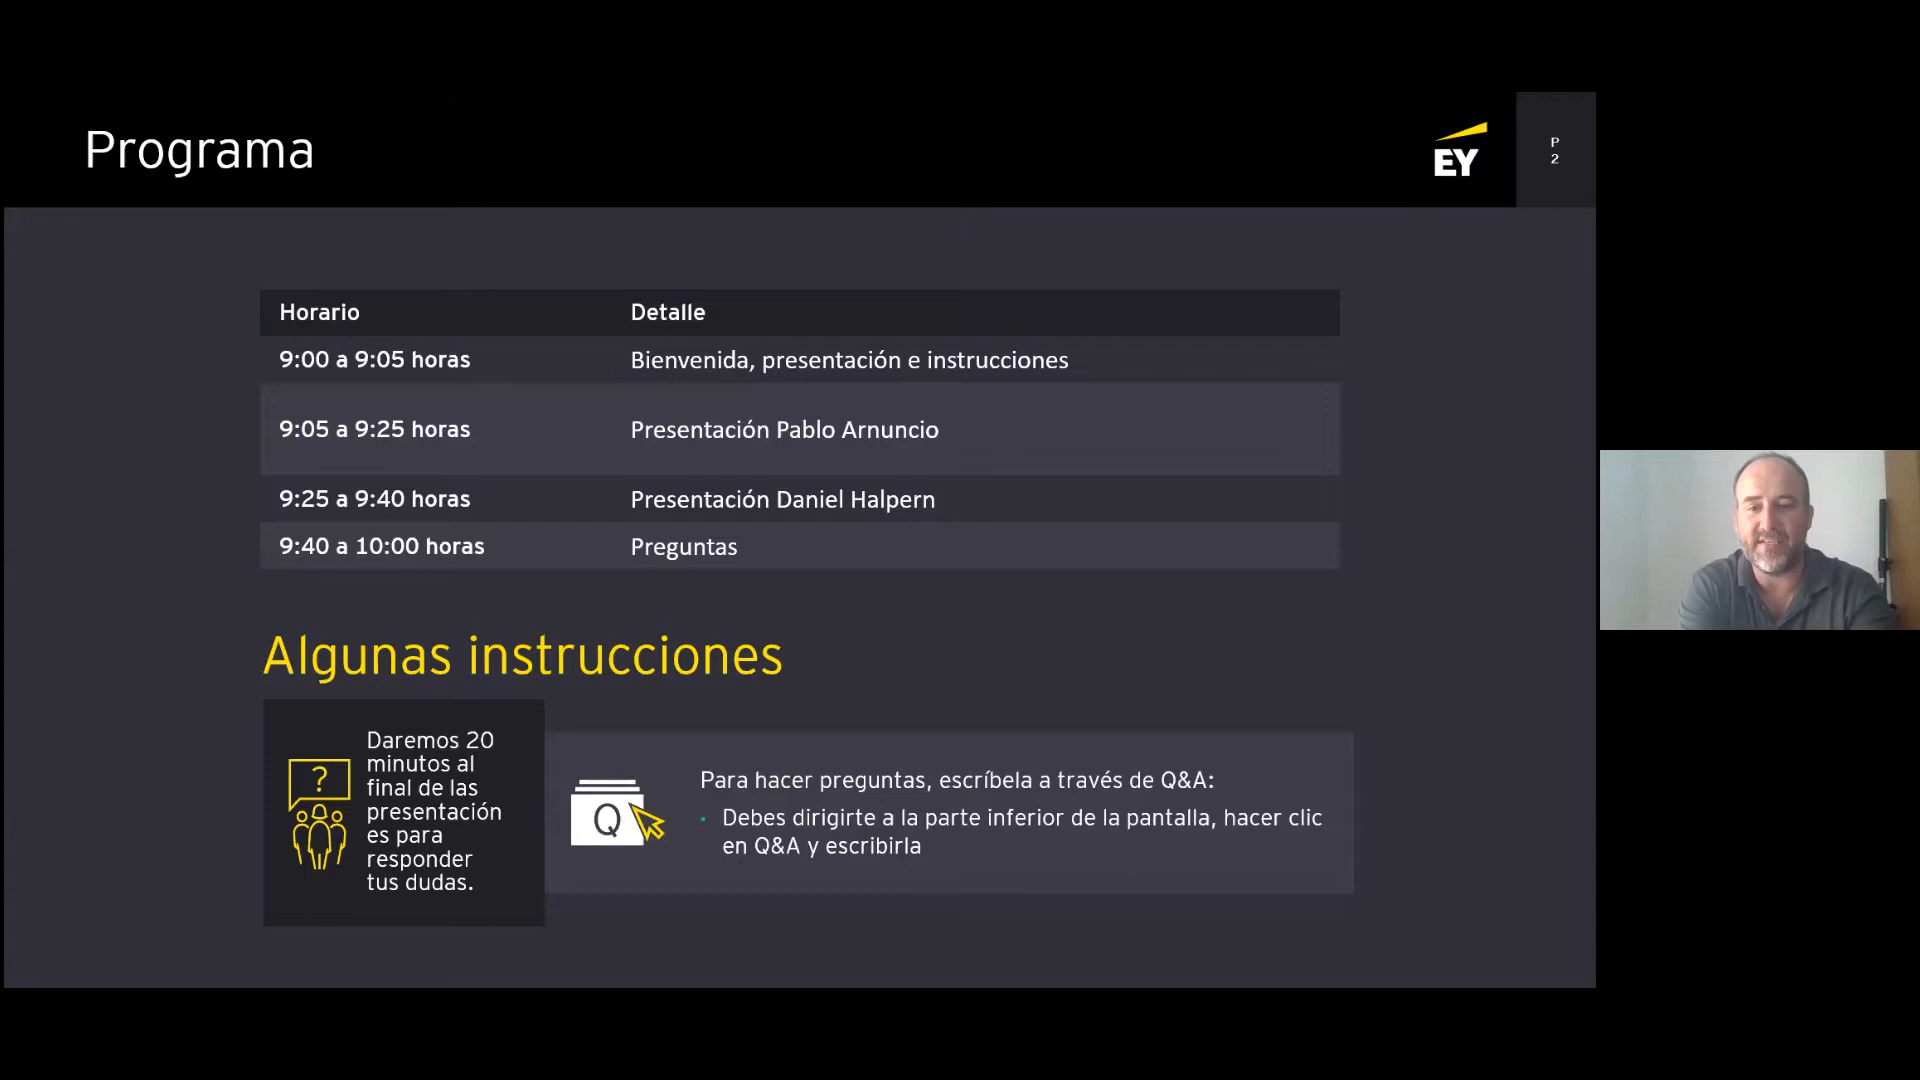 Programa
EY
P
2
Horario Detalle
9:00 a 9:05 horas Bienvenida, presentación e instrucciones
9:05 a 9:25 horas Presentación Pablo Arnuncio
9:25 a 9:40 horas Presentación Daniel Halpern
9:40 a 10:00 horas Preguntas
Algunas instrucciones
?
Daremos 20
minutos al
final de las
presentación
es para
responder
tus dudas.
Q
Para hacer preguntas, escríbela a través de Q&A:
• Debes dirigirte a la parte inferior de la pantalla, hacer clic
en Q&A y escribirla